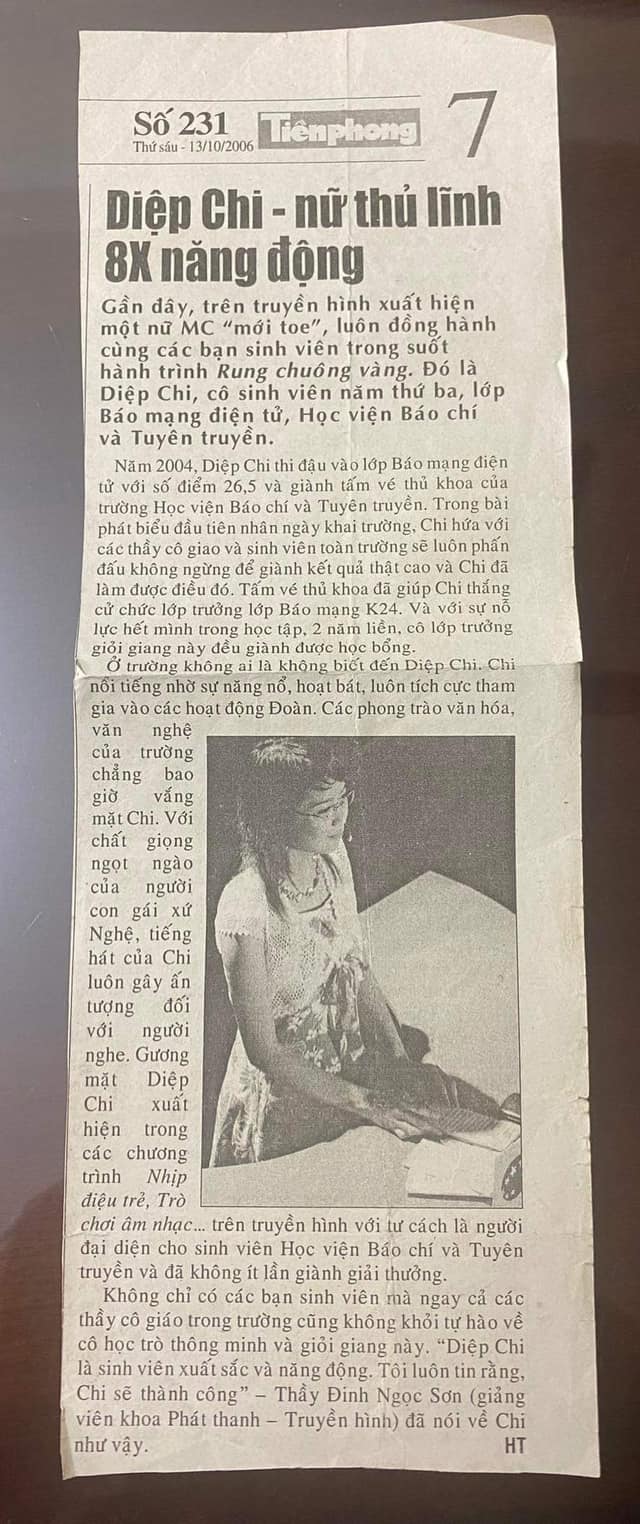 Số 231
Thứ sáu - 13/10/2006
Tiênphong
7
Diệp Chi - nữ thủ lĩnh
8X năng động
Gần đây, trên truyền hình xuất hiện
một nữ MC “mới toe”, luôn đồng hành
cùng các bạn sinh viên trong suốt
hành trình Rung chuông vàng. Đó là
Diệp Chi, cô sinh viên năm thứ ba, lớp
Báo mạng điện tử, Học viện Báo chí
và Tuyên truyền.
Năm 2004, Diệp Chi thi đậu vào lớp Báo mạng điện
tử với số điểm 26,5 và giành tấm vé thủ khoa của
trường Học viện Báo chí và Tuyên truyền. Trong bài
phát biểu đầu tiên nhân ngày khai trường, Chi hứa với
các thầy cô giao và sinh viên toàn trường sẽ luôn phấn
đấu không ngừng để giành kết quả thật cao và Chi đã
làm được điều đó. Tấm vé thủ khoa đã giúp Chi thắng
cử chức lớp trưởng lớp Báo mạng K24. Và với sự nỗ
lực hết mình trong học tập, 2 năm liền, cô lớp trưởng
giỏi giang này đều giành được học bổng.
Ở trường không ai là không biết đến Diệp Chi. Chi
nổi tiếng nhờ sự năng nổ, hoạt bát, luôn tích cực tham
gia vào các hoạt động Đoàn. Các phong trào văn hóa,
văn nghệ
của trường
chẳng bao
giờ vắng
mặt Chi. Với
chất giọng
ngọt ngào
của người
con gái xứ
Nghệ, tiếng
hát của Chi
luôn gây ấn
tượng đối
với người
nghe. Gương
mặt Diệp
Chi xuất
hiện trong
các chương
trình Nhịp
điệu trẻ, Trò
chơi âm nhạc... trên truyền hình với tư cách là người
đại diện cho sinh viên Học viện Báo chí và Tuyên
truyền và đã không ít lần giành giải thưởng.
Không chỉ có các bạn sinh viên mà ngay cả các
thầy cô giáo trong trường cũng không khỏi tự hào về
cô học trò thông minh và giỏi giang này. “Diệp Chi
là sinh viên xuất sắc và năng động. Tôi luôn tin rằng,
Chi sẽ thành công” – Thầy Đinh Ngọc Sơn (giảng
viên khoa Phát thanh – Truyền hình) đã nói về Chi
như vậy.
HT